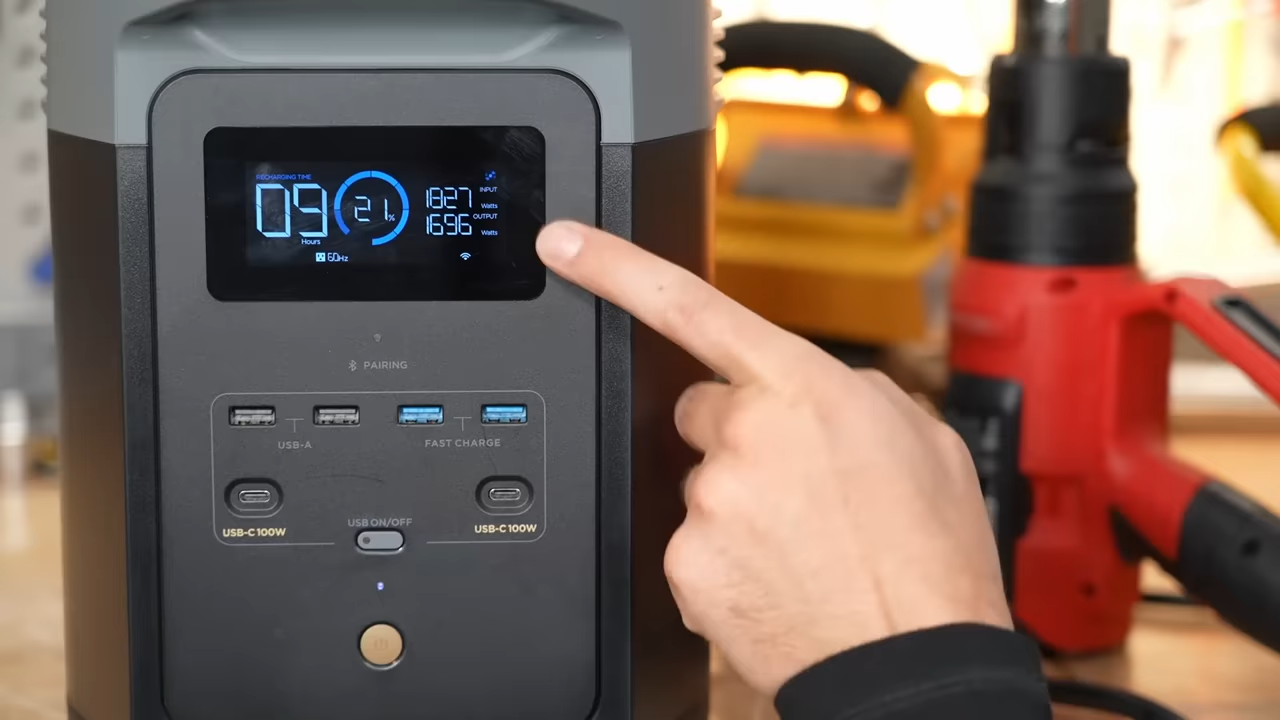 RECHARGING TIME
09
Hours
21%
1827
INPUT
Watts
1696
OUTPUT
Watts
60Hz
PAIRING
USB-A
FAST CHARGE
USB-C 100W
USB ON/OFF
USB-C 100W